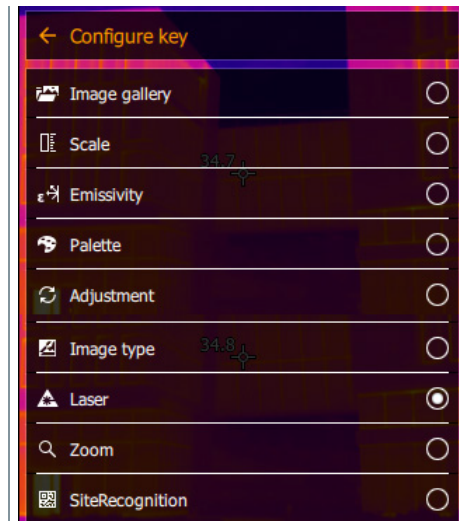 Configure key
Image gallery
Scale
34.7
Emissivity
Palette
Adjustment
Image type
34.8
Laser
Zoom
SiteRecognition